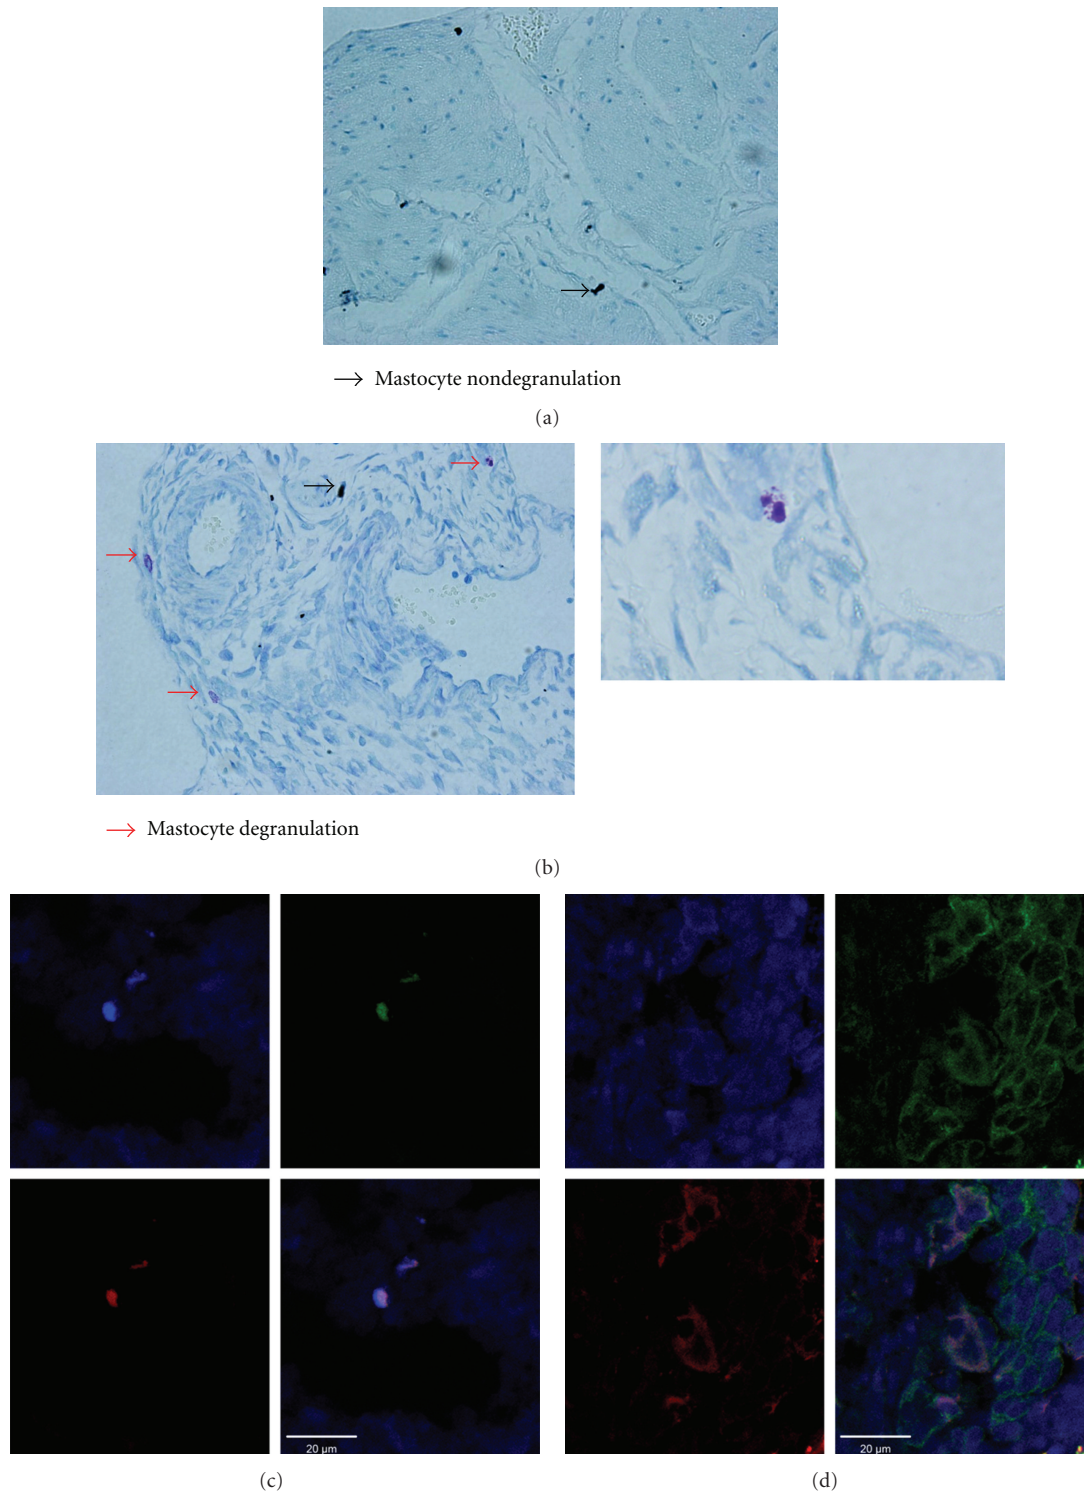 Mastocyte nondegranulation
(a)
Mastocyte degranulation
(b)
20 µm
20 µm
(c)
(d)